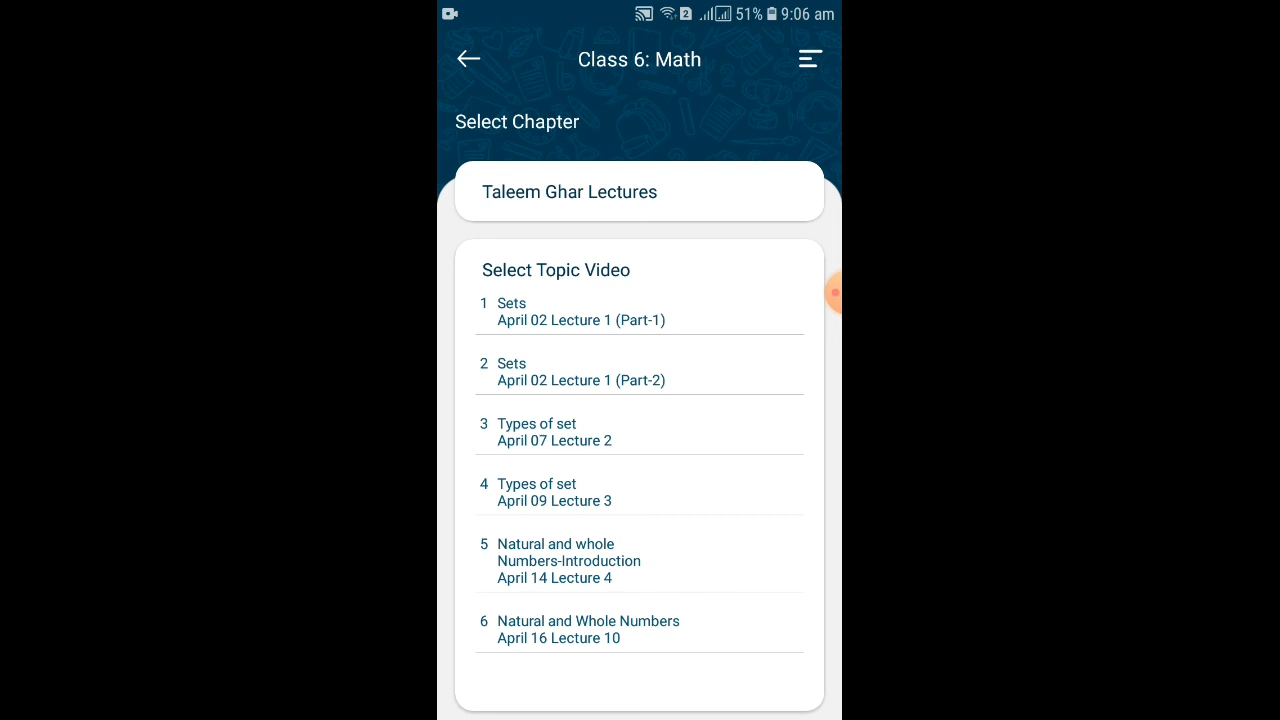 2 51% 9:06 am
Class 6: Math
Select Chapter
Taleem Ghar Lectures
Select Topic Video
1 Sets
April 02 Lecture 1 (Part-1)
2 Sets
April 02 Lecture 1 (Part-2)
3 Types of set
April 07 Lecture 2
4 Types of set
April 09 Lecture 3
5 Natural and whole
Numbers-Introduction
April 14 Lecture 4
6 Natural and Whole Numbers
April 16 Lecture 10